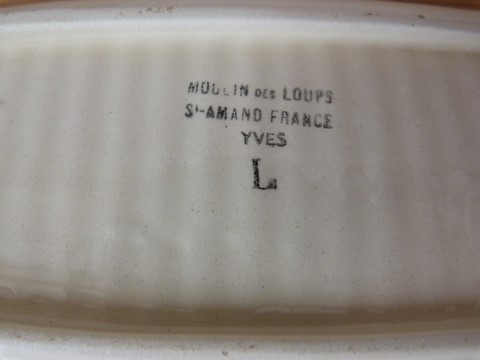 MOULIN DES LOUPS
St-AMAND FRANCE
YVES
L